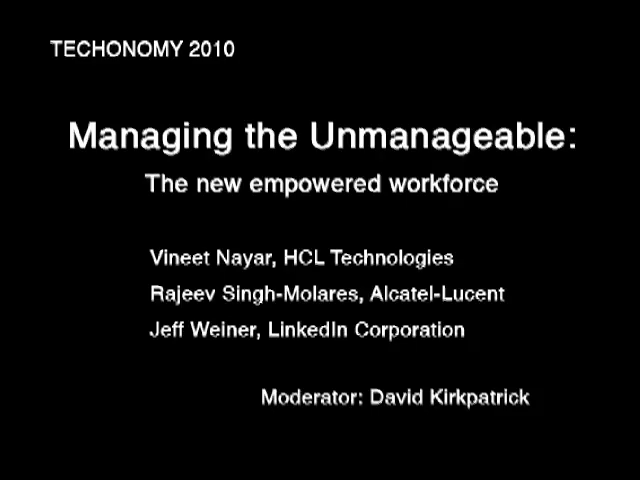 TECHONOMY 2010
Managing the Unmanageable:
The new empowered workforce
Vineet Nayar, HCL Technologies
Rajeev Singh-Molares, Alcatel-Lucent
Jeff Weiner, LinkedIn Corporation
Moderator: David Kirkpatrick